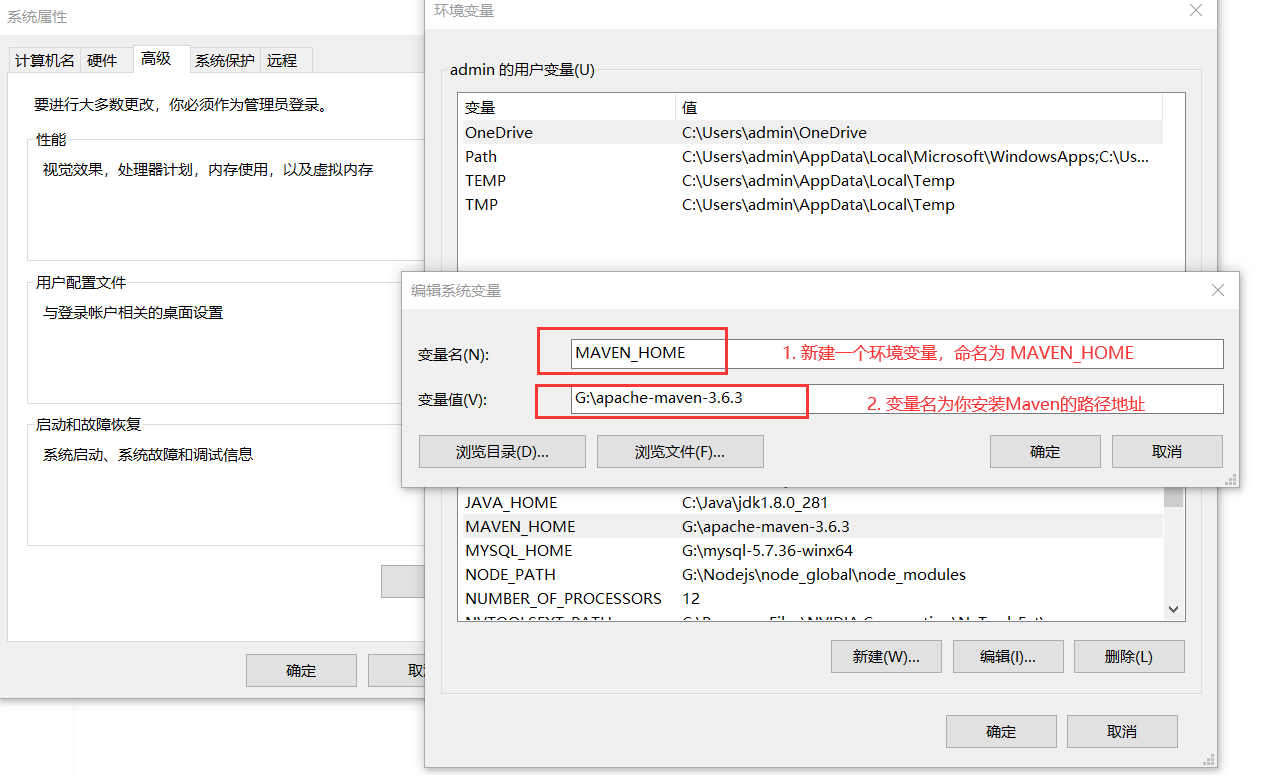 系统属性
计算机名 硬件 高级 系统保护 远程
要进行大多数更改，你必须作为管理员登录。
性能
视觉效果，处理器计划，内存使用，以及虚拟内存
用户配置文件
与登录帐户相关的桌面设置
启动和故障恢复
系统启动、系统故障和调试信息
确定
环境变量
admin 的用户变量(U)
变量 值
OneDrive C:\Users\admin\OneDrive
Path C:\Users\admin\AppData\Local\Microsoft\WindowsApps;C:\Us...
TEMP C:\Users\admin\AppData\Local\Temp
TMP C:\Users\admin\AppData\Local\Temp
编辑系统变量
变量名(N): MAVEN_HOME 1. 新建一个环境变量，命名为 MAVEN_HOME
变量值(V): G:\apache-maven-3.6.3 2. 变量名为你安装Maven的路径地址
浏览目录(D)... 浏览文件(F)... 确定 取消
JAVA_HOME C:\Java\jdk1.8.0_281
MAVEN_HOME G:\apache-maven-3.6.3
MYSQL_HOME G:\mysql-5.7.36-winx64
NODE_PATH G:\Nodejs\node_global\node_modules
NUMBER_OF_PROCESSORS 12
新建(W)... 编辑(I)... 删除(L)
确定 取消